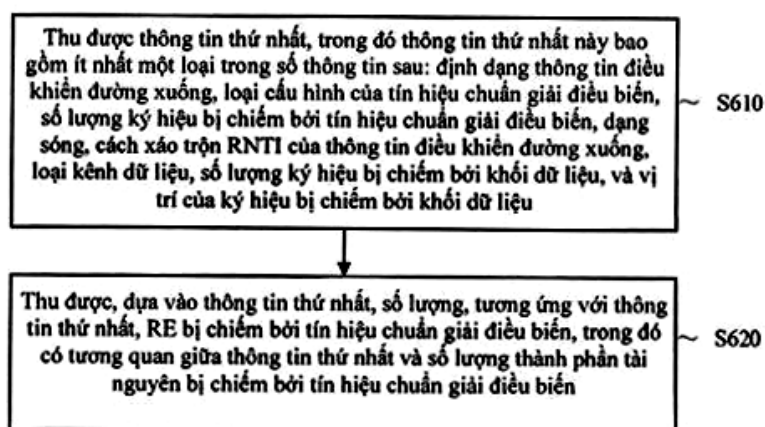 Thu được thông tin thứ nhất, trong đó thông tin thứ nhất này bao
gồm ít nhất một loại trong số thông tin sau: định dạng thông tin điều
khiển đường xuống, loại cấu hình của tín hiệu chuẩn giải điều biến,
số lượng ký hiệu bị chiếm bởi tín hiệu chuẩn giải điều biến, dạng
sóng, cách xáo trộn RNTI của thông tin điều khiển đường xuống,
loại kênh dữ liệu, số lượng ký hiệu bị chiếm bởi khối dữ liệu, và vị
trí của ký hiệu bị chiếm bởi khối dữ liệu
S610
Thu được, dựa vào thông tin thứ nhất, số lượng, tương ứng với thông
tin thứ nhất, RE bị chiếm bởi tín hiệu chuẩn giải điều biến, trong đó
có tương quan giữa thông tin thứ nhất và số lượng thành phần tài
nguyên bị chiếm bởi tín hiệu chuẩn giải điều biến
S620